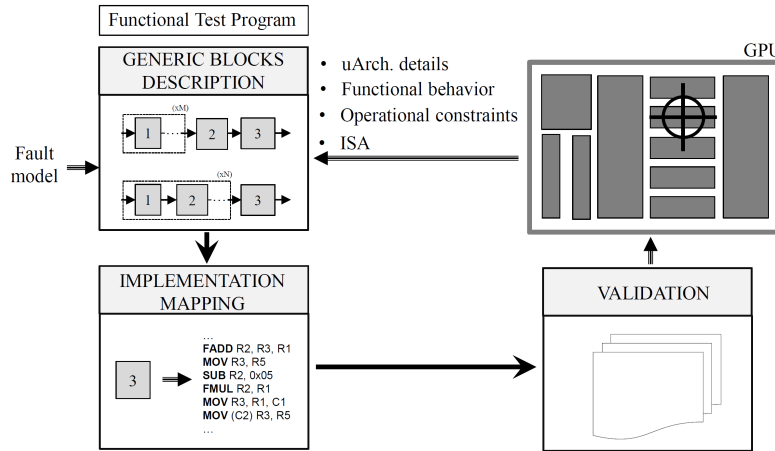 Functional Test Program
GENERIC BLOCKS
DESCRIPTION
(xM)
1
2
3
(xN)
1
2
3
Fault
model
• uArch. details
• Functional behavior
• Operational constraints
• ISA
GPU
IMPLEMENTATION
MAPPING
3
...
FADD R2, R3, R1
MOV R3, R5
SUB R2, 0x05
FMUL R2, R1
MOV R3, R1, C1
MOV (C2) R3, R5
...
VALIDATION